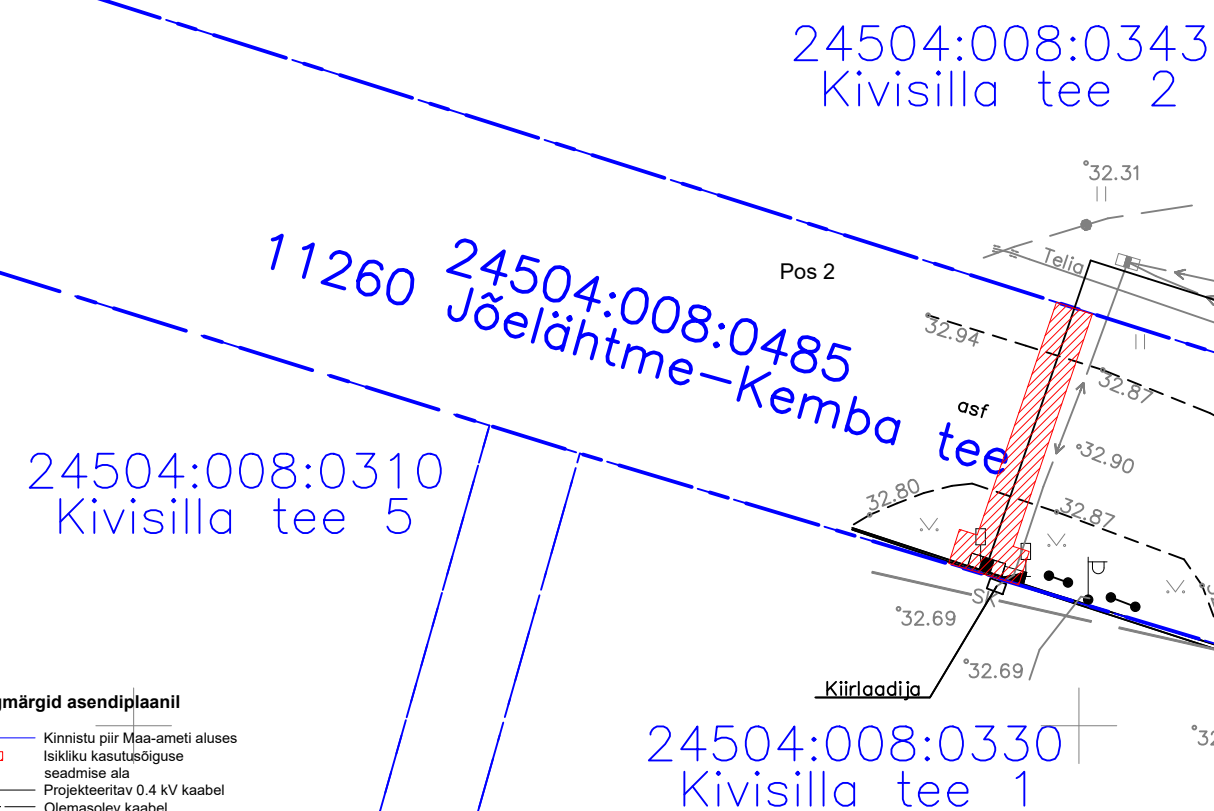 24504:008:0343
Kivisilla tee 2
32.31
Telia
Pos 2
11260
24504:008:0485
Jõelähtme-Kemba tee
32.94
32.87
asf
32.90
32.80
32.87
24504:008:0310
Kivisilla tee 5
SK
32.69
32.69
Kiirlaadija
24504:008:0330
Kivisilla tee 1
gmärgid asendiplaanil
Kinnistu piir Maa-ameti aluses
Isikliku kasutusõiguse
seadmise ala
Projekteeritav 0.4 kV kaabel
Olemasolev kaabel